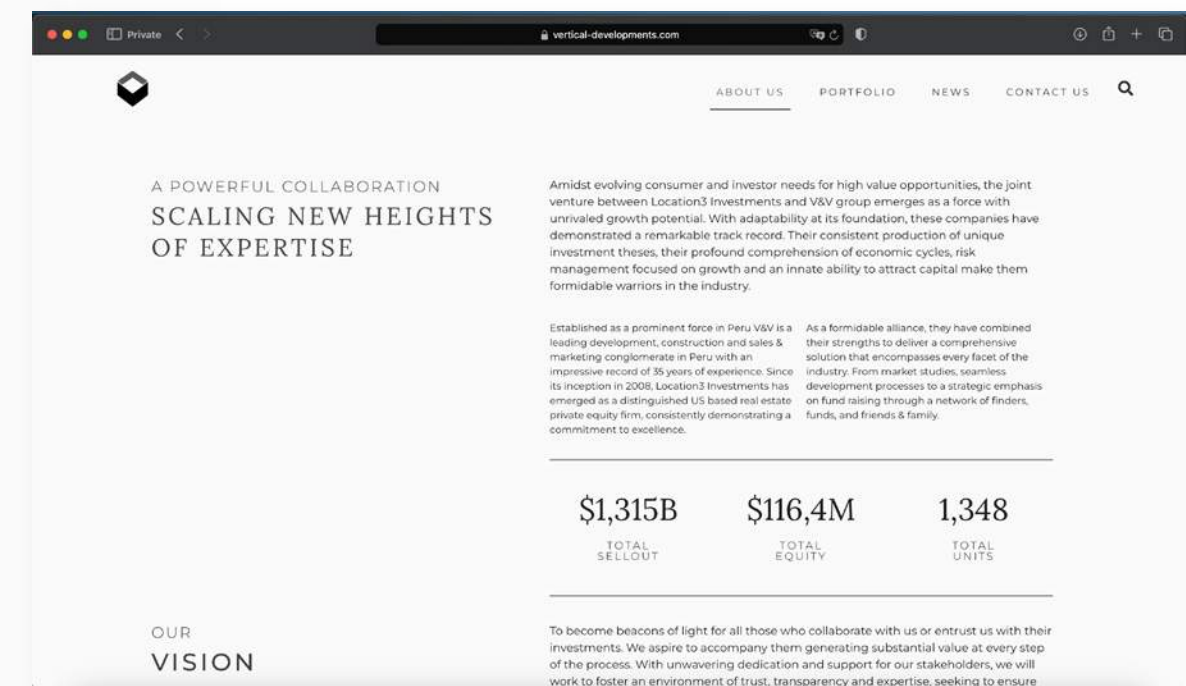 Private
vertical-developments.com
ABOUT US PORTFOLIO NEWS CONTACT US
A POWERFUL COLLABORATION
SCALING NEW HEIGHTS
OF EXPERTISE
Amidst evolving consumer and investor needs for high value opportunities, the joint
venture between Location3 Investments and V&V group emerges as a force with
unrivaled growth potential. With adaptability at its foundation, these companies have
demonstrated a remarkable track record. Their consistent production of unique
investment theses, their profound comprehension of economic cycles, risk
management focused on growth and an innate ability to attract capital make them
formidable warriors in the industry.
Established as a prominent force in Peru V&V is a
leading development, construction and sales &
marketing conglomerate in Peru with an
impressive record of 35 years of experience. Since
its inception in 2008, Location3 Investments has
emerged as a distinguished US based real estate
private equity firm, consistently demonstrating a
commitment to excellence.
As a formidable alliance, they have combined
their strengths to deliver a comprehensive
solution that encompasses every facet of the
industry. From market studies, seamless
development processes to a strategic emphasis
on fund raising through a network of finders,
funds, and friends & family.
$1,315B
TOTAL
SELLOUT
$116,4M
TOTAL
EQUITY
1,348
TOTAL
UNITS
OUR
VISION
To become beacons of light for all those who collaborate with us or entrust us with their
investments. We aspire to accompany them generating substantial value at every step
of the process. With unwavering dedication and support for our stakeholders, we will
work to foster an environment of trust, transparency and expertise, seeking to ensure